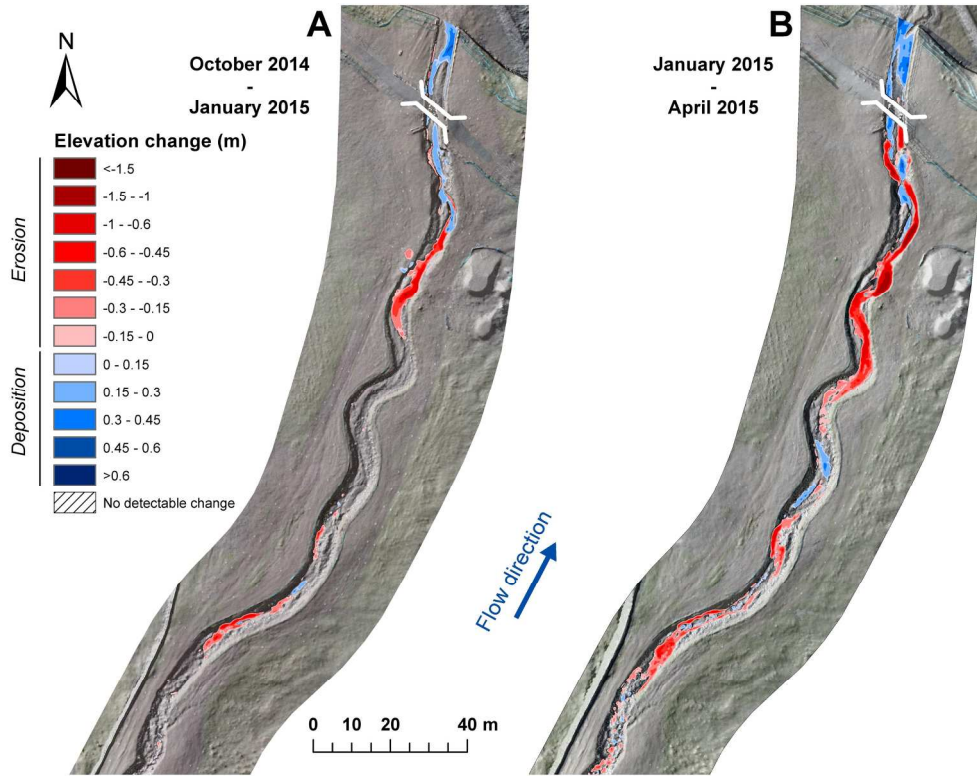 A
B
N
October 2014
-
January 2015
January 2015
-
April 2015
Elevation change (m)
Erosion
<-1.5
-1.5 - -1
-1 - -0.6
-0.6 - -0.45
-0.45 - -0.3
-0.3 - -0.15
-0.15 - 0
Deposition
0 - 0.15
0.15 - 0.3
0.3 - 0.45
0.45 - 0.6
>0.6
No detectable change
Flow direction
0 10 20 40 m